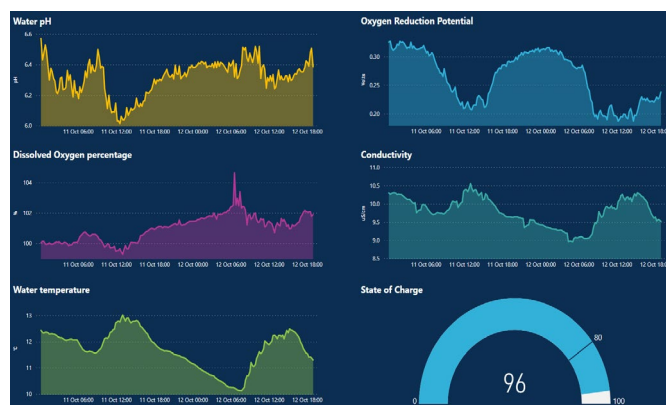 Water pH
6.6
6.4
6.2
6.0
pH
11 Oct 06:00 11 Oct 12:00 11 Oct 18:00 12 Oct 00:00 12 Oct 06:00 12 Oct 12:00 12 Oct 18:00
Oxygen Reduction Potential
0.30
0.25
0.20
Volts
11 Oct 06:00 11 Oct 12:00 11 Oct 18:00 12 Oct 00:00 12 Oct 06:00 12 Oct 12:00 12 Oct 18:00
Dissolved Oxygen percentage
104
102
100
%
11 Oct 06:00 11 Oct 12:00 11 Oct 18:00 12 Oct 00:00 12 Oct 06:00 12 Oct 12:00 12 Oct 18:00
Conductivity
11.0
10.5
10.0
9.5
9.0
8.5
uS/cm
11 Oct 06:00 11 Oct 12:00 11 Oct 18:00 12 Oct 00:00 12 Oct 06:00 12 Oct 12:00 12 Oct 18:00
Water temperature
13
12
11
10
°C
11 Oct 06:00 11 Oct 12:00 11 Oct 18:00 12 Oct 00:00 12 Oct 06:00 12 Oct 12:00 12 Oct 18:00
State of Charge
80
96
0 100